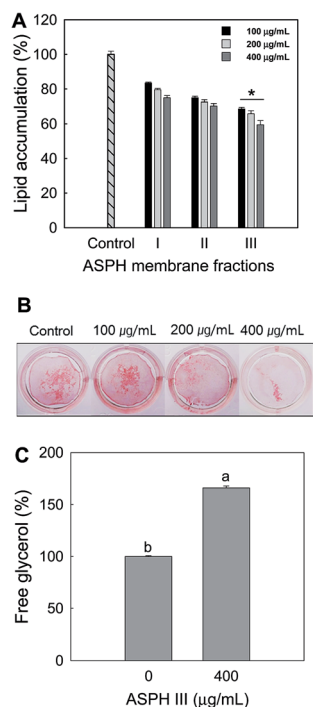 A
Lipid accumulation (%)
120
100
80
60
40
20
0
100 µg/mL
200 µg/mL
400 µg/mL
*
Control I II III
ASPH membrane fractions
B
Control 100 µg/mL 200 µg/mL 400 µg/mL
C
Free glycerol (%)
200
150
100
50
0
b
a
0 400
ASPH III (µg/mL)